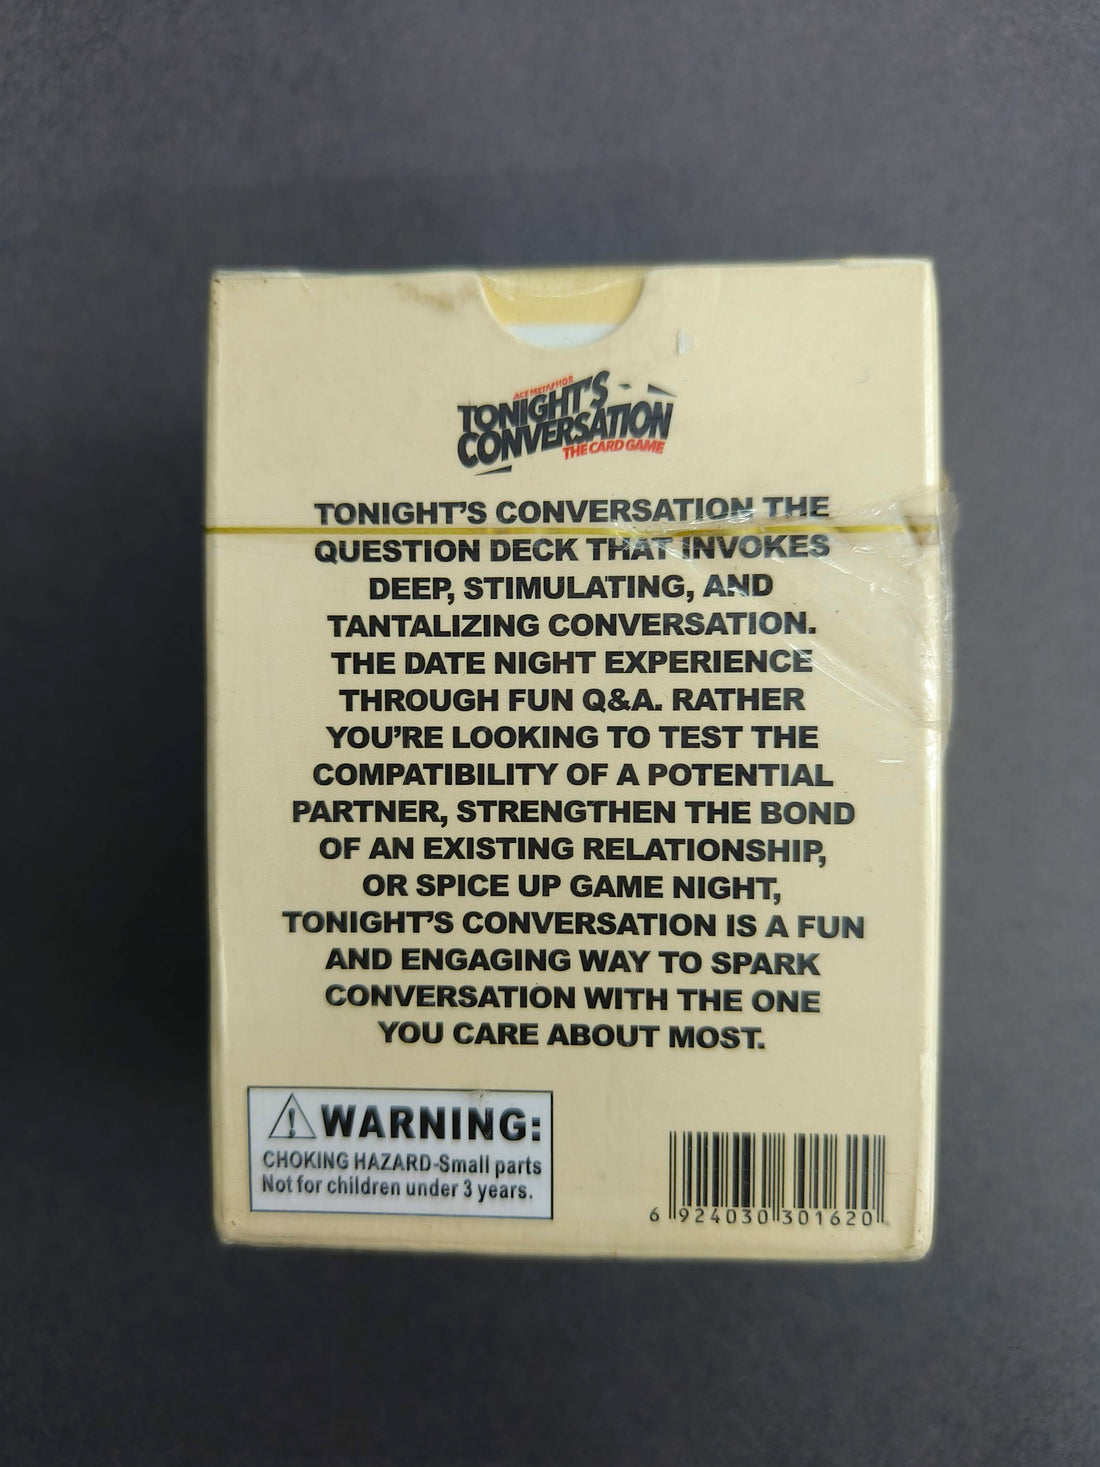 ACE METAPHOR
TONIGHT'S
CONVERSATION
THE CARD GAME
TONIGHT'S CONVERSATION THE
QUESTION DECK THAT INVOKES
DEEP, STIMULATING, AND
TANTALIZING CONVERSATION.
THE DATE NIGHT EXPERIENCE
THROUGH FUN Q&A. RATHER
YOU'RE LOOKING TO TEST THE
COMPATIBILITY OF A POTENTIAL
PARTNER, STRENGTHEN THE BOND
OF AN EXISTING RELATIONSHIP,
OR SPICE UP GAME NIGHT,
TONIGHT'S CONVERSATION IS A FUN
AND ENGAGING WAY TO SPARK
CONVERSATION WITH THE ONE
YOU CARE ABOUT MOST.
WARNING:
CHOKING HAZARD-Small parts
Not for children under 3 years.
6 924030 301620